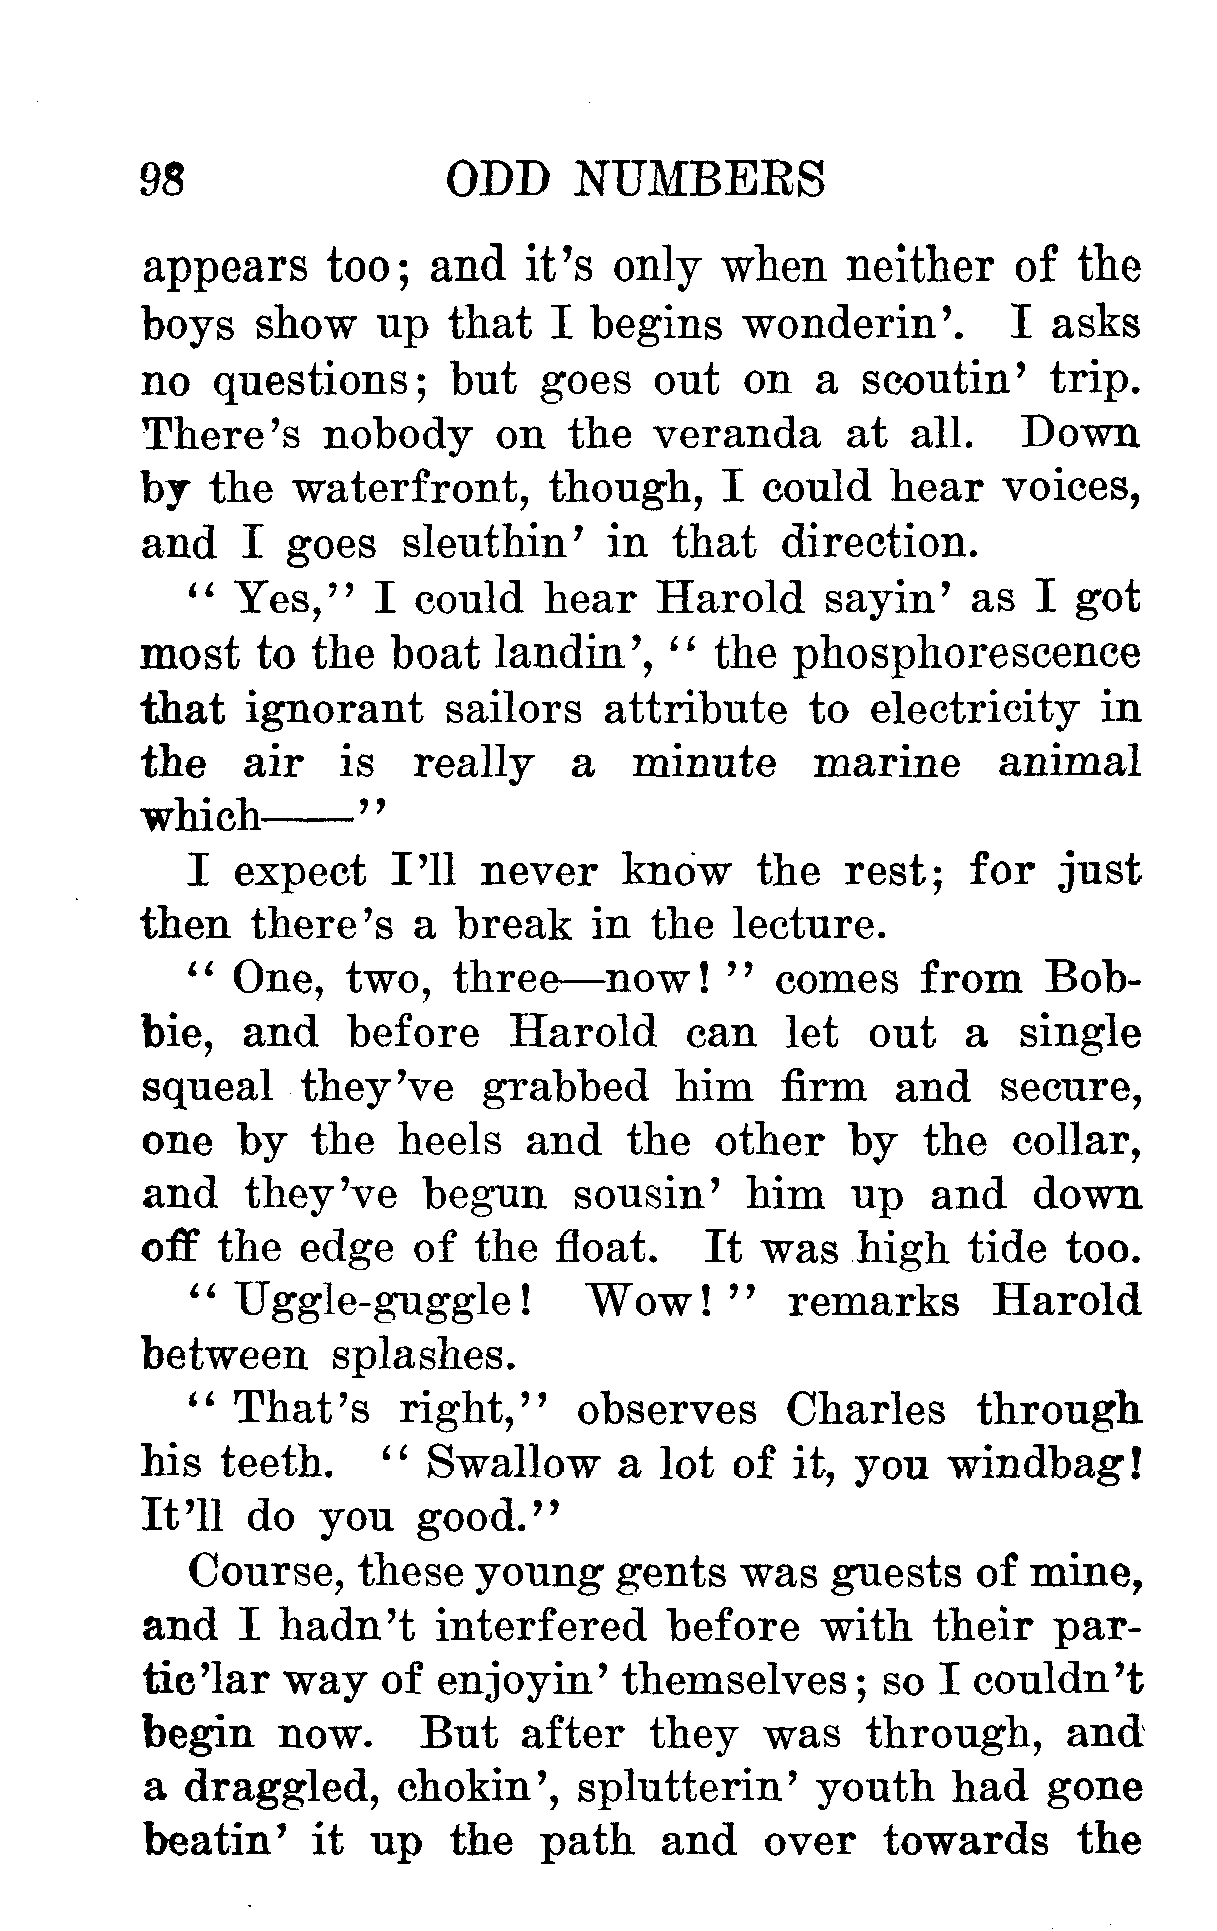 98 ODD NUMBERS
appears too; and it's only when neither of the
boys show up that I begins wonderin'. I asks
no questions; but goes out on a scoutin' trip.
There's nobody on the veranda at all. Down
by the waterfront, though, I could hear voices,
and I goes sleuthin' in that direction.
"Yes," I could hear Harold sayin' as I got
most to the boat landin', "the phosphorescence
that ignorant sailors attribute to electricity in
the air is really a minute marine animal
which——"
I expect I'll never know the rest; for just
then there's a break in the lecture.
"One, two, three—now!" comes from Bob-
bie, and before Harold can let out a single
squeal they've grabbed him firm and secure,
one by the heels and the other by the collar,
and they've begun sousin' him up and down
off the edge of the float. It was high tide too.
"Uggle-guggle! Wow!" remarks Harold
between splashes.
"That's right," observes Charles through
his teeth. "Swallow a lot of it, you windbag!
It'll do you good."
Course, these young gents was guests of mine,
and I hadn't interfered before with their par-
tic'lar way of enjoyin' themselves; so I couldn't
begin now. But after they was through, and
a draggled, chokin', splutterin' youth had gone
beatin' it up the path and over towards the